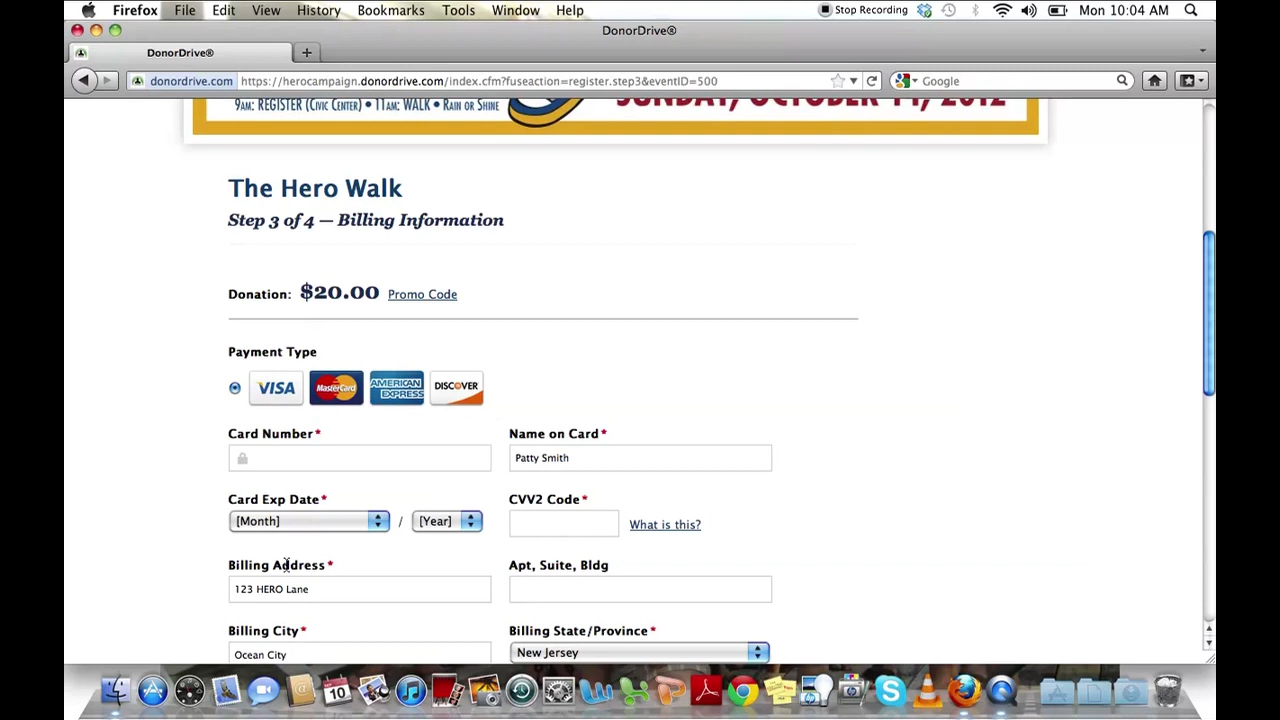 Firefox File Edit View History Bookmarks Tools Window Help Stop Recording Mon 10:04 AM
DonorDrive®
DonorDrive®
donordrive.com https://herocampaign.donordrive.com/index.cfm?fuseaction=register.step3&eventID=500 Google
9AM: REGISTER (CIVIC CENTER) • 11AM: WALK • RAIN OR SHINE SUNDAY, OCTOBER 14, 2012
The Hero Walk
Step 3 of 4 — Billing Information
Donation: $20.00 Promo Code
Payment Type
VISA MasterCard AMERICAN EXPRESS DISCOVER
Card Number* Name on Card*
Patty Smith
Card Exp Date* CVV2 Code*
[Month] / [Year] What is this?
Billing Address* Apt, Suite, Bldg
123 HERO Lane
Billing City* Billing State/Province*
Ocean City New Jersey
10